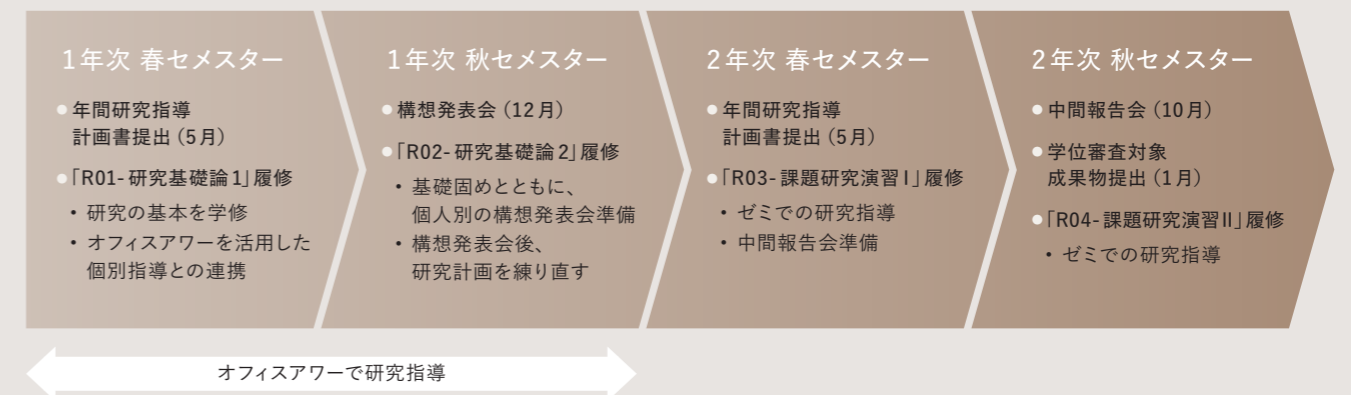 1年次 春セメスター
●年間研究指導
計画書提出（5月）
●「R01-研究基礎論1」履修
・研究の基本を学修
・オフィスアワーを活用した
個別指導との連携
1年次 秋セメスター
●構想発表会（12月）
●「R02-研究基礎論2」履修
・基礎固めとともに、
個人別の構想発表会準備
・構想発表会後、
研究計画を練り直す
2年次 春セメスター
●年間研究指導
計画書提出（5月）
●「R03-課題研究演習I」履修
・ゼミでの研究指導
・中間報告会準備
2年次 秋セメスター
●中間報告会（10月）
●学位審査対象
成果物提出（1月）
●「R04-課題研究演習II」履修
・ゼミでの研究指導
オフィスアワーで研究指導